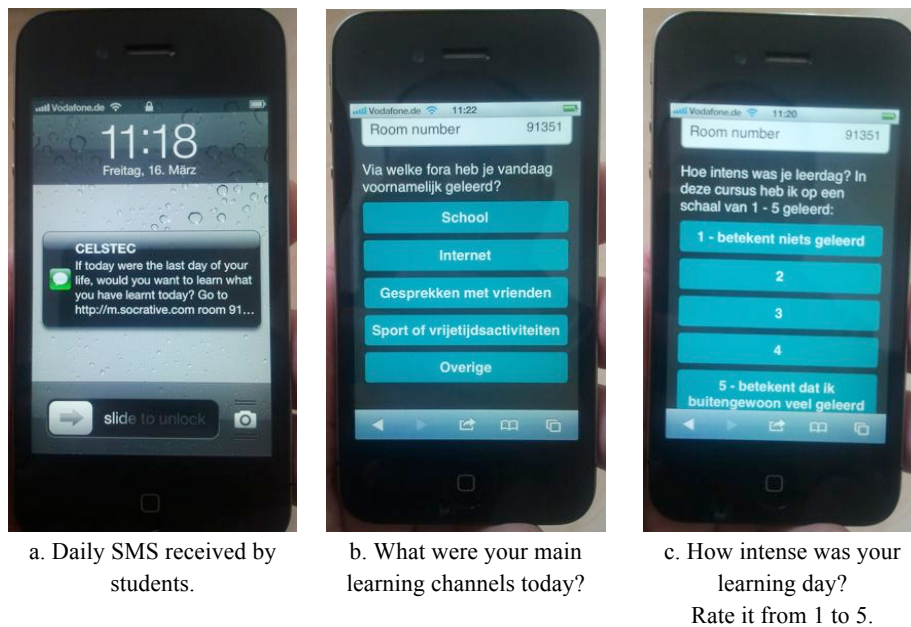 Vodafone.de
11:18
Freitag, 16. März
CELSTEC
If today were the last day of your
life, would you want to learn what
you have learnt today? Go to
http://m.socrative.com room 91...
slide to unlock
a. Daily SMS received by
students.
Vodafone.de 11:22
Room number 91351
Via welke fora heb je vandaag
voornamelijk geleerd?
School
Internet
Gesprekken met vrienden
Sport of vrijetijdsactiviteiten
Overige
b. What were your main
learning channels today?
Vodafone.de 11:20
Room number 91351
Hoe intens was je leerdag? In
deze cursus heb ik op een
schaal van 1 - 5 geleerd:
1 - betekent niets geleerd
2
3
4
5 - betekent dat ik
buitengewoon veel geleerd
c. How intense was your
learning day?
Rate it from 1 to 5.